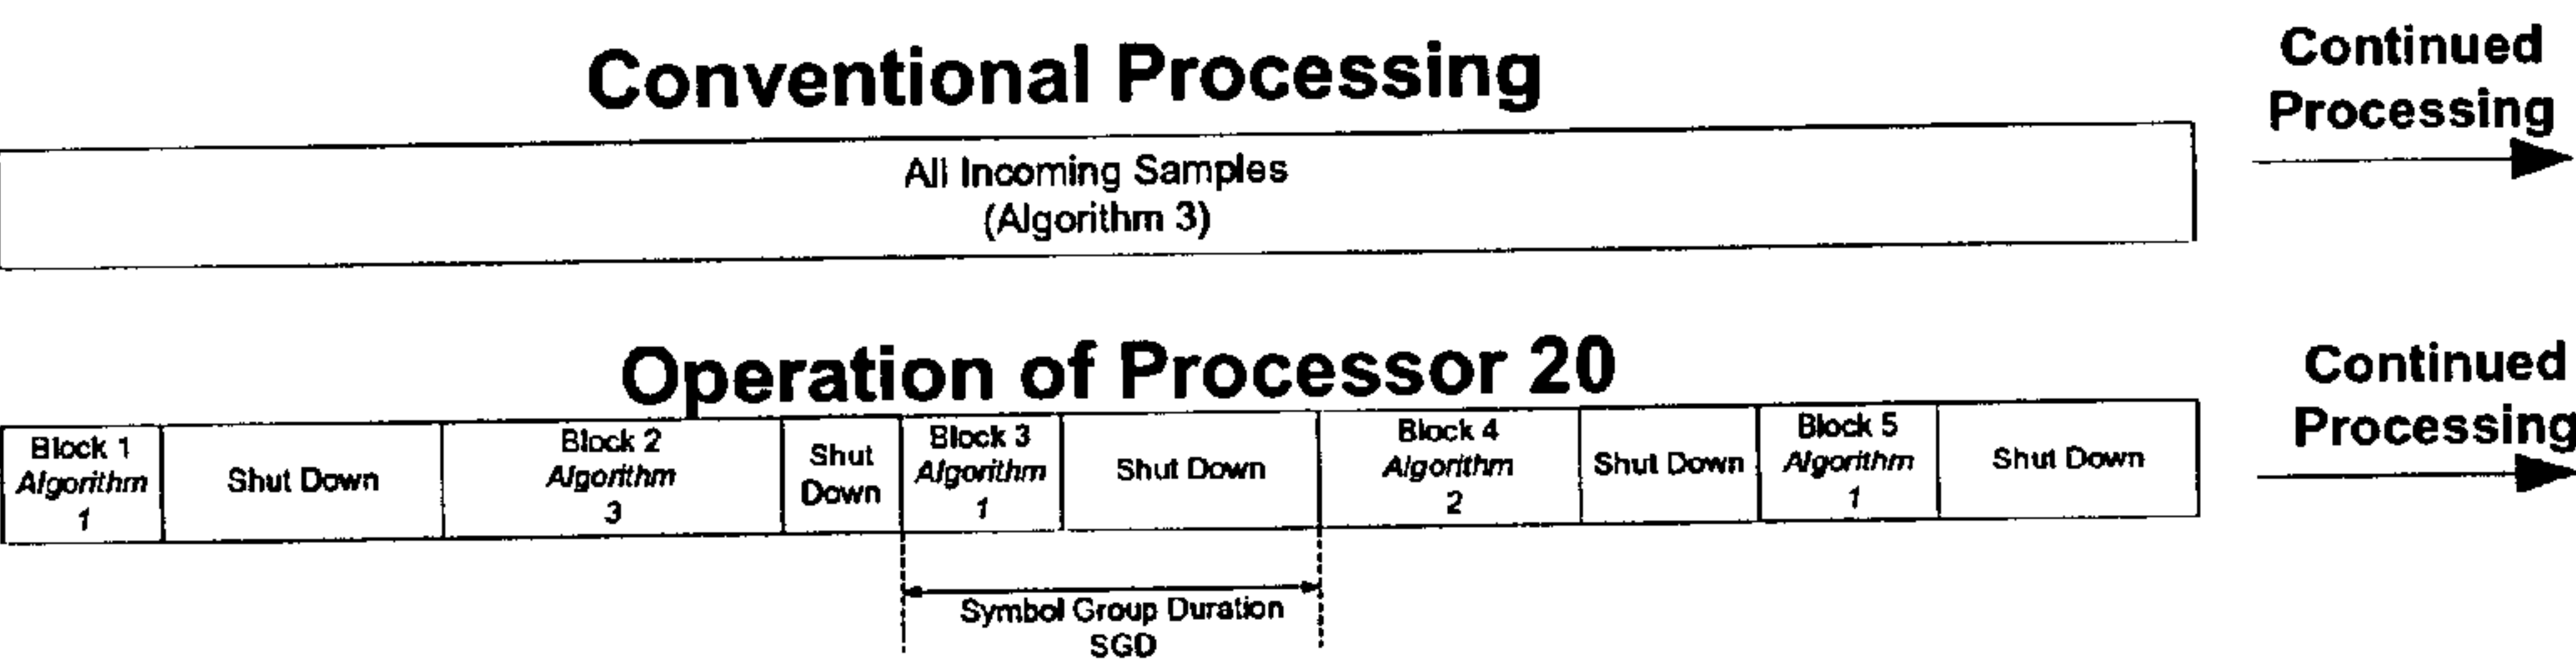 Conventional Processing
Continued
Processing
All Incoming Samples
(Algorithm 3)
Operation of Processor 20
Continued
Processing
Block 1
Algorithm
1
Shut Down
Block 2
Algorithm
3
Shut
Down
Block 3
Algorithm
1
Shut Down
Block 4
Algorithm
2
Shut Down
Block 5
Algorithm
1
Shut Down
Symbol Group Duration
SGD